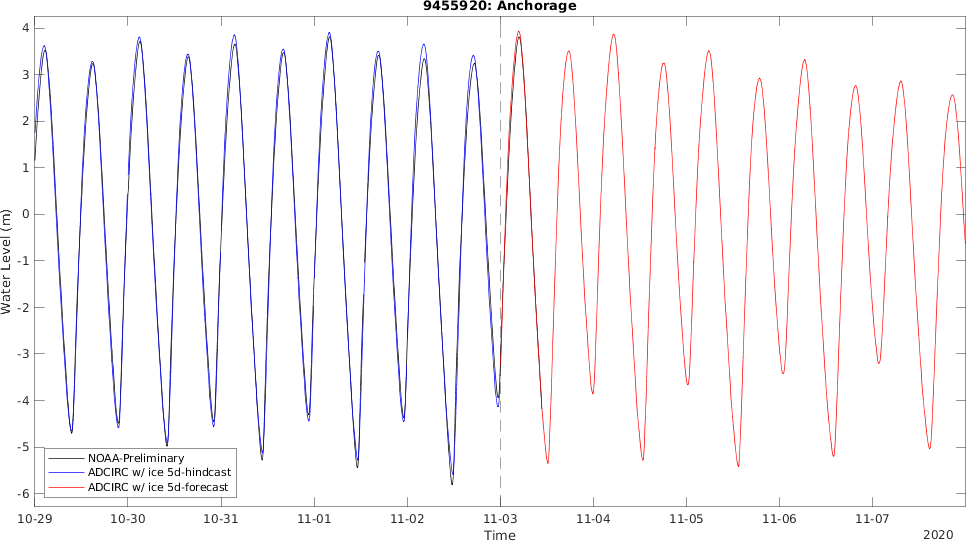 9455920: Anchorage
4
3
2
1
0
-1
-2
-3
-4
-5
-6
Water Level (m)
NOAA-Preliminary
ADCIRC w/ ice 5d-hindcast
ADCIRC w/ ice 5d-forecast
10-29 10-30 10-31 11-01 11-02 11-03 11-04 11-05 11-06 11-07
Time
2020